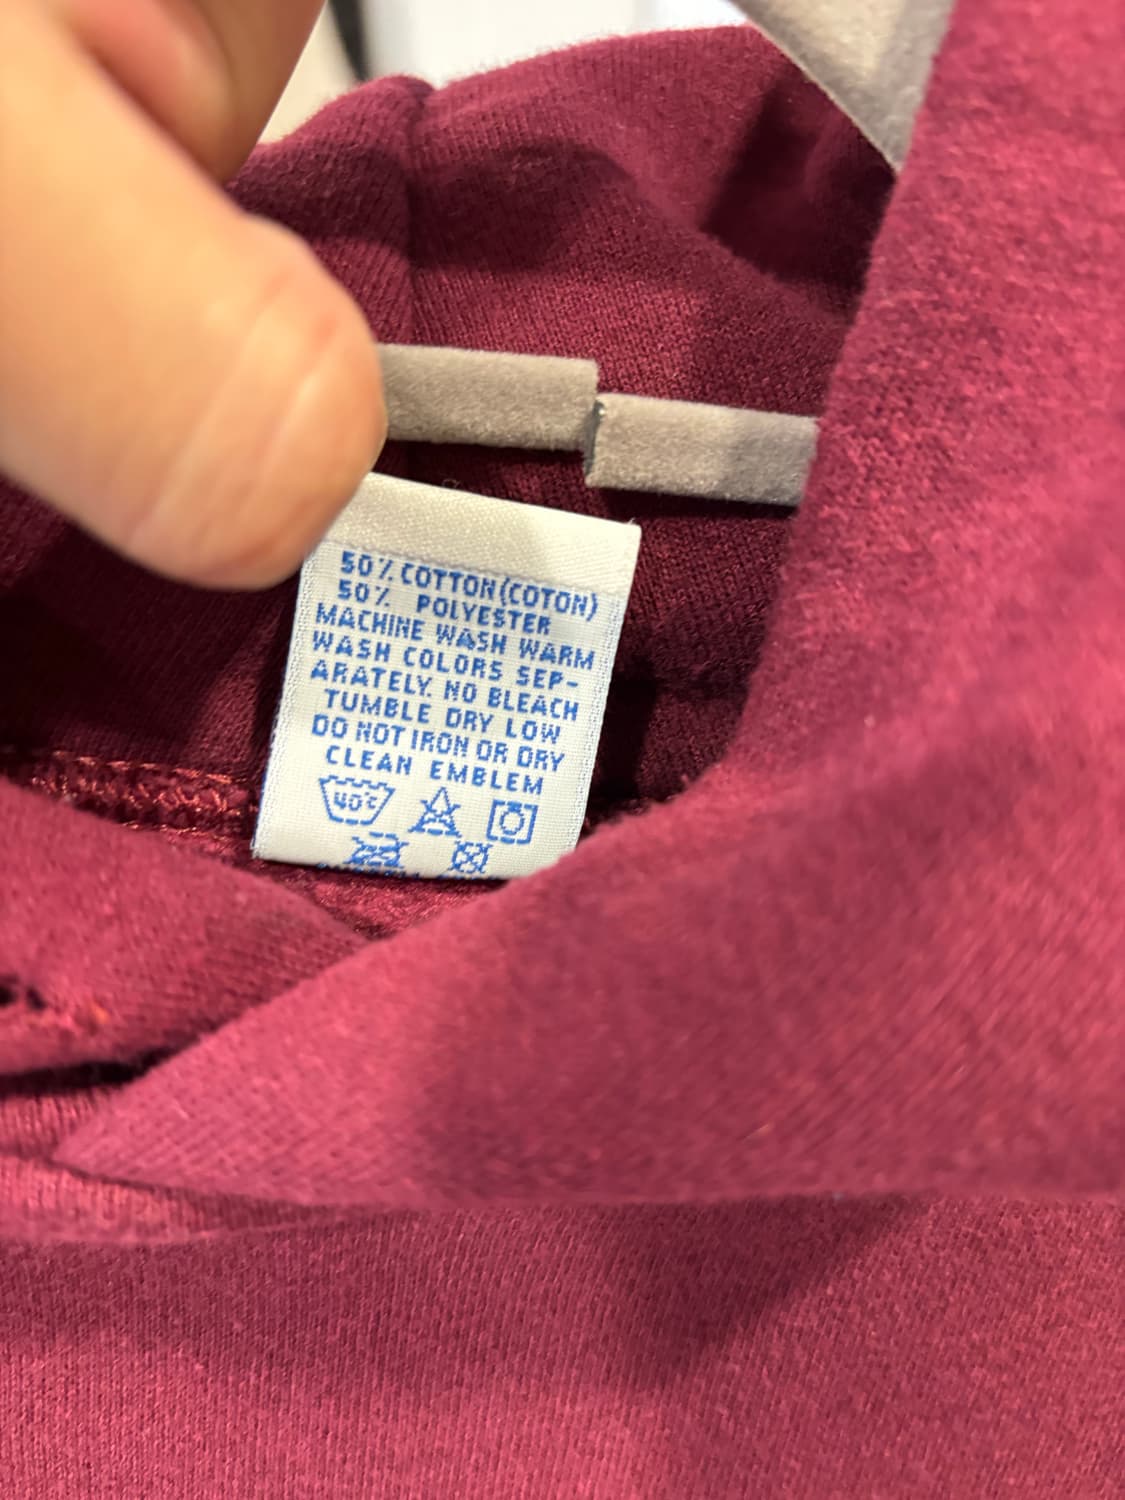 50% COTTON (COTON)
50% POLYESTER
MACHINE WASH WARM
WASH COLORS SEP-
ARATELY. NO BLEACH
TUMBLE DRY LOW
DO NOT IRON OR DRY
CLEAN EMBLEM
40°C